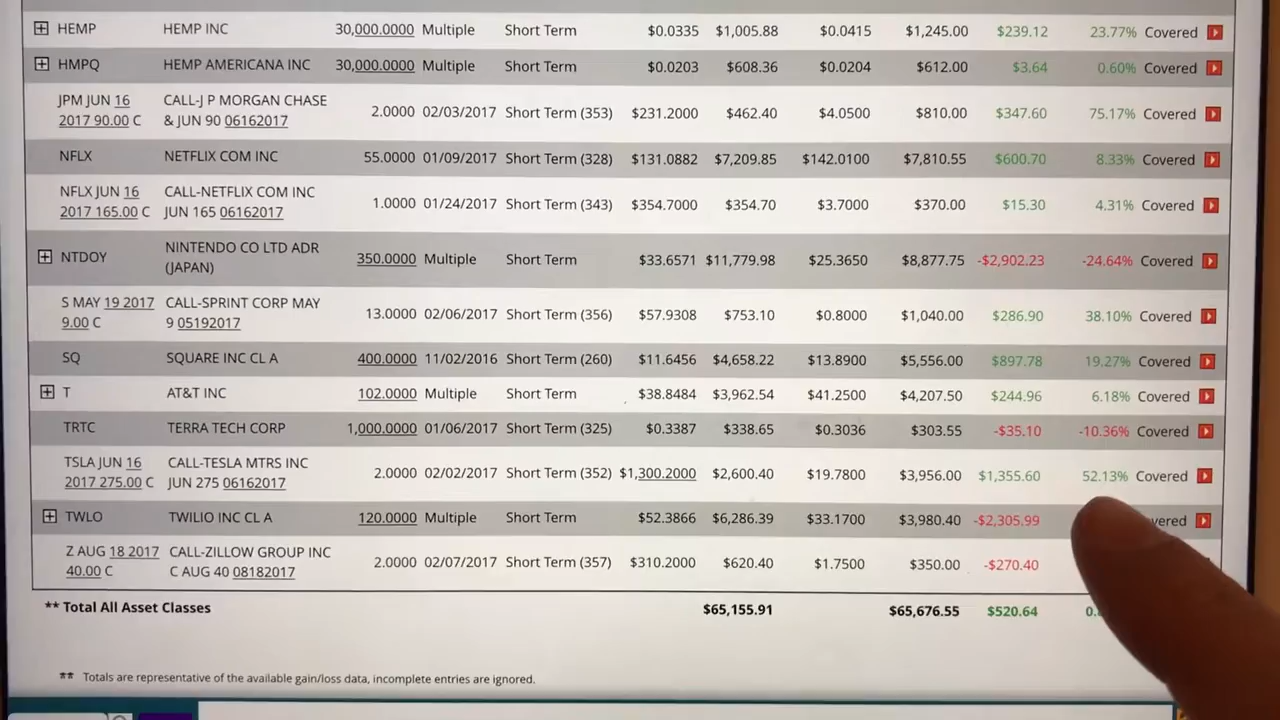 HEMP HEMP INC 30,000.0000 Multiple Short Term $0.0335 $1,005.88 $0.0415 $1,245.00 $239.12 23.77% Covered
HMPQ HEMP AMERICANA INC 30,000.0000 Multiple Short Term $0.0203 $608.36 $0.0204 $612.00 $3.64 0.60% Covered
JPM JUN 16 CALL-J P MORGAN CHASE
2017 90.00 C & JUN 90 06162017 2.0000 02/03/2017 Short Term (353) $231.2000 $462.40 $4.0500 $810.00 $347.60 75.17% Covered
NFLX NETFLIX COM INC 55.0000 01/09/2017 Short Term (328) $131.0882 $7,209.85 $142.0100 $7,810.55 $600.70 8.33% Covered
NFLX JUN 16 CALL-NETFLIX COM INC
2017 165.00 C JUN 165 06162017 1.0000 01/24/2017 Short Term (343) $354.7000 $354.70 $3.7000 $370.00 $15.30 4.31% Covered
NTDOY NINTENDO CO LTD ADR
(JAPAN) 350.0000 Multiple Short Term $33.6571 $11,779.98 $25.3650 $8,877.75 -$2,902.23 -24.64% Covered
S MAY 19 2017 CALL-SPRINT CORP MAY
9.00 C 9 05192017 13.0000 02/06/2017 Short Term (356) $57.9308 $753.10 $0.8000 $1,040.00 $286.90 38.10% Covered
SQ SQUARE INC CL A 400.0000 11/02/2016 Short Term (260) $11.6456 $4,658.22 $13.8900 $5,556.00 $897.78 19.27% Covered
T AT&T INC 102.0000 Multiple Short Term $38.8484 $3,962.54 $41.2500 $4,207.50 $244.96 6.18% Covered
TRTC TERRA TECH CORP 1,000.0000 01/06/2017 Short Term (325) $0.3387 $338.65 $0.3036 $303.55 -$35.10 -10.36% Covered
TSLA JUN 16 CALL-TESLA MTRS INC
2017 275.00 C JUN 275 06162017 2.0000 02/02/2017 Short Term (352) $1,300.2000 $2,600.40 $19.7800 $3,956.00 $1,355.60 52.13% Covered
TWLO TWILIO INC CL A 120.0000 Multiple Short Term $52.3866 $6,286.39 $33.1700 $3,980.40 -$2,305.99
Z AUG 18 2017 CALL-ZILLOW GROUP INC
40.00 C C AUG 40 08182017 2.0000 02/07/2017 Short Term (357) $310.2000 $620.40 $1.7500 $350.00 -$270.40
** Total All Asset Classes $65,155.91 $65,676.55 $520.64
** Totals are representative of the available gain/loss data, incomplete entries are ignored.